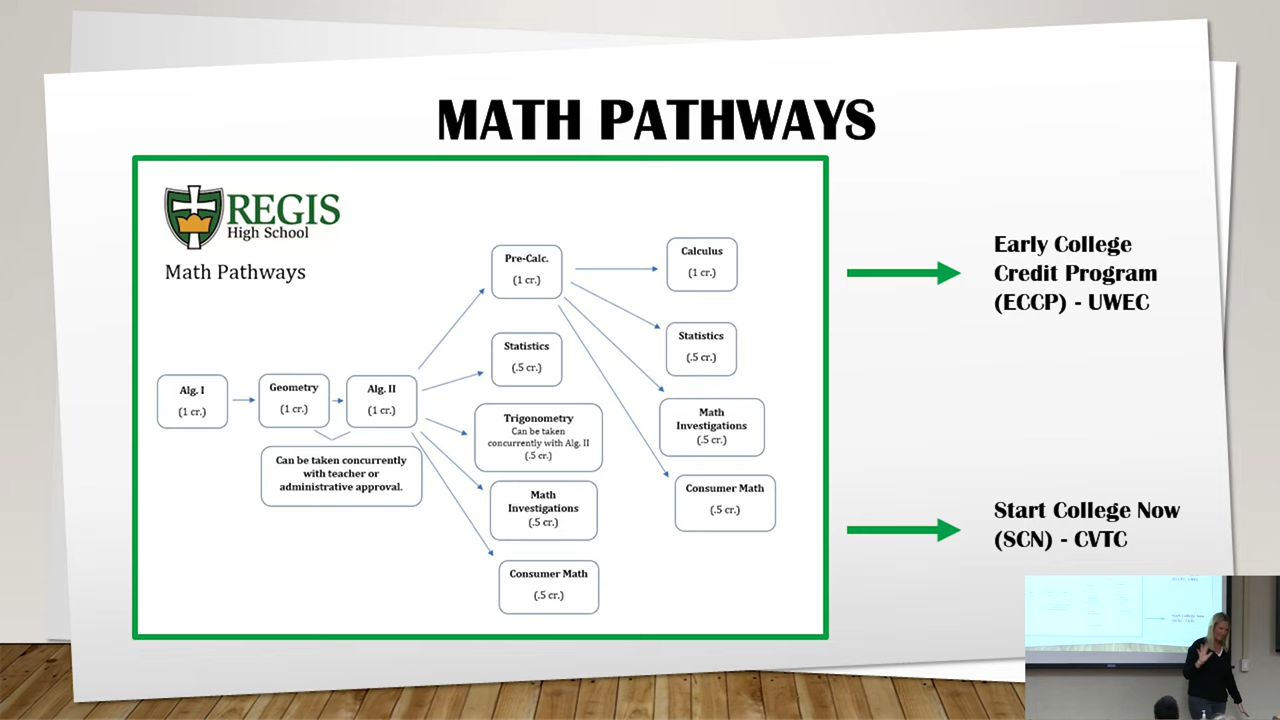 MATH PATHWAYS
REGIS
High School
Math Pathways
Alg. I
(1 cr.)
Geometry
(1 cr.)
Alg. II
(1 cr.)
Can be taken concurrently
with teacher or
administrative approval.
Pre-Calc.
(1 cr.)
Statistics
(.5 cr.)
Trigonometry
Can be taken
concurrently with Alg. II
(.5 cr.)
Math
Investigations
(.5 cr.)
Consumer Math
(.5 cr.)
Calculus
(1 cr.)
Statistics
(.5 cr.)
Math
Investigations
(.5 cr.)
Consumer Math
(.5 cr.)
Early College
Credit Program
(ECCP) - UWEC
Start College Now
(SCN) - CVTC